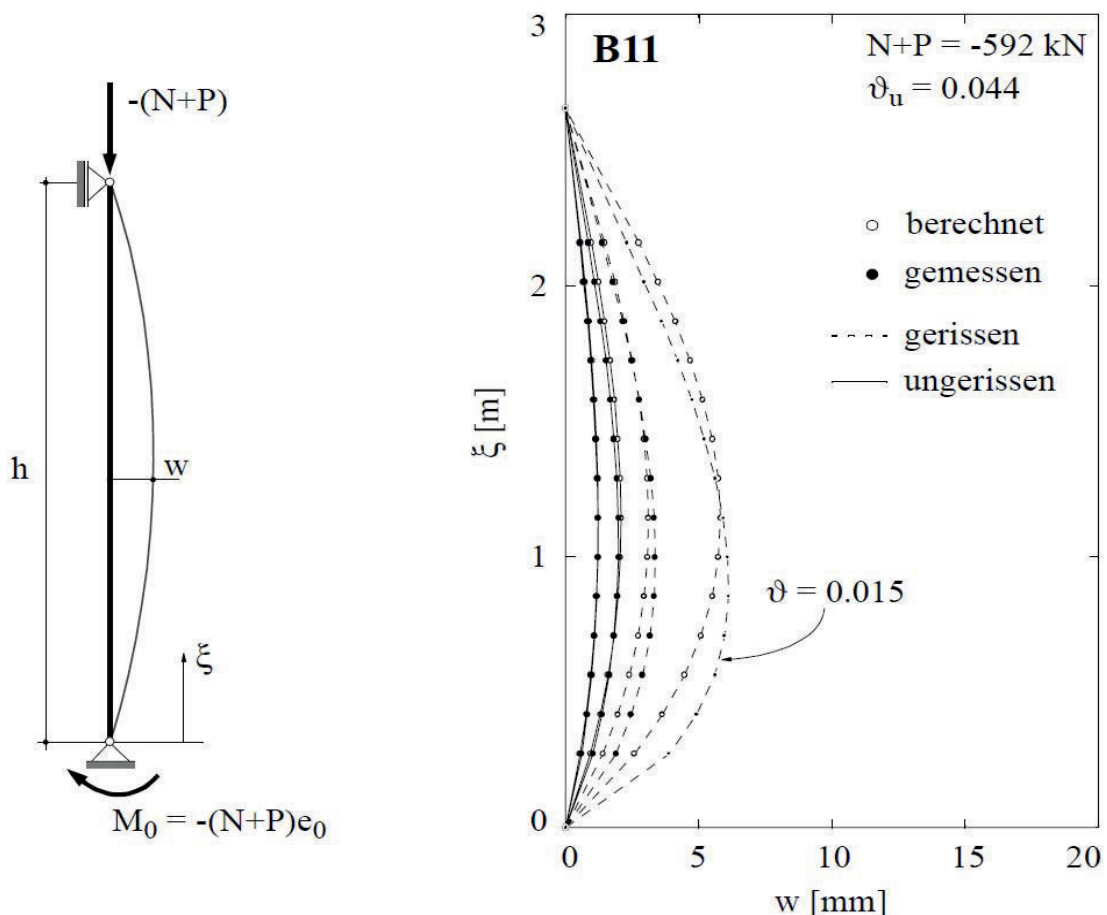 -(N+P)
h
w
ξ
M₀ = -(N+P)e₀
B11
N+P = -592 kN
ϑᵤ = 0.044
berechnet
gemessen
gerissen
ungerissen
ϑ = 0.015
3
2
1
0
ξ [m]
0 5 10 15 20
w [mm]